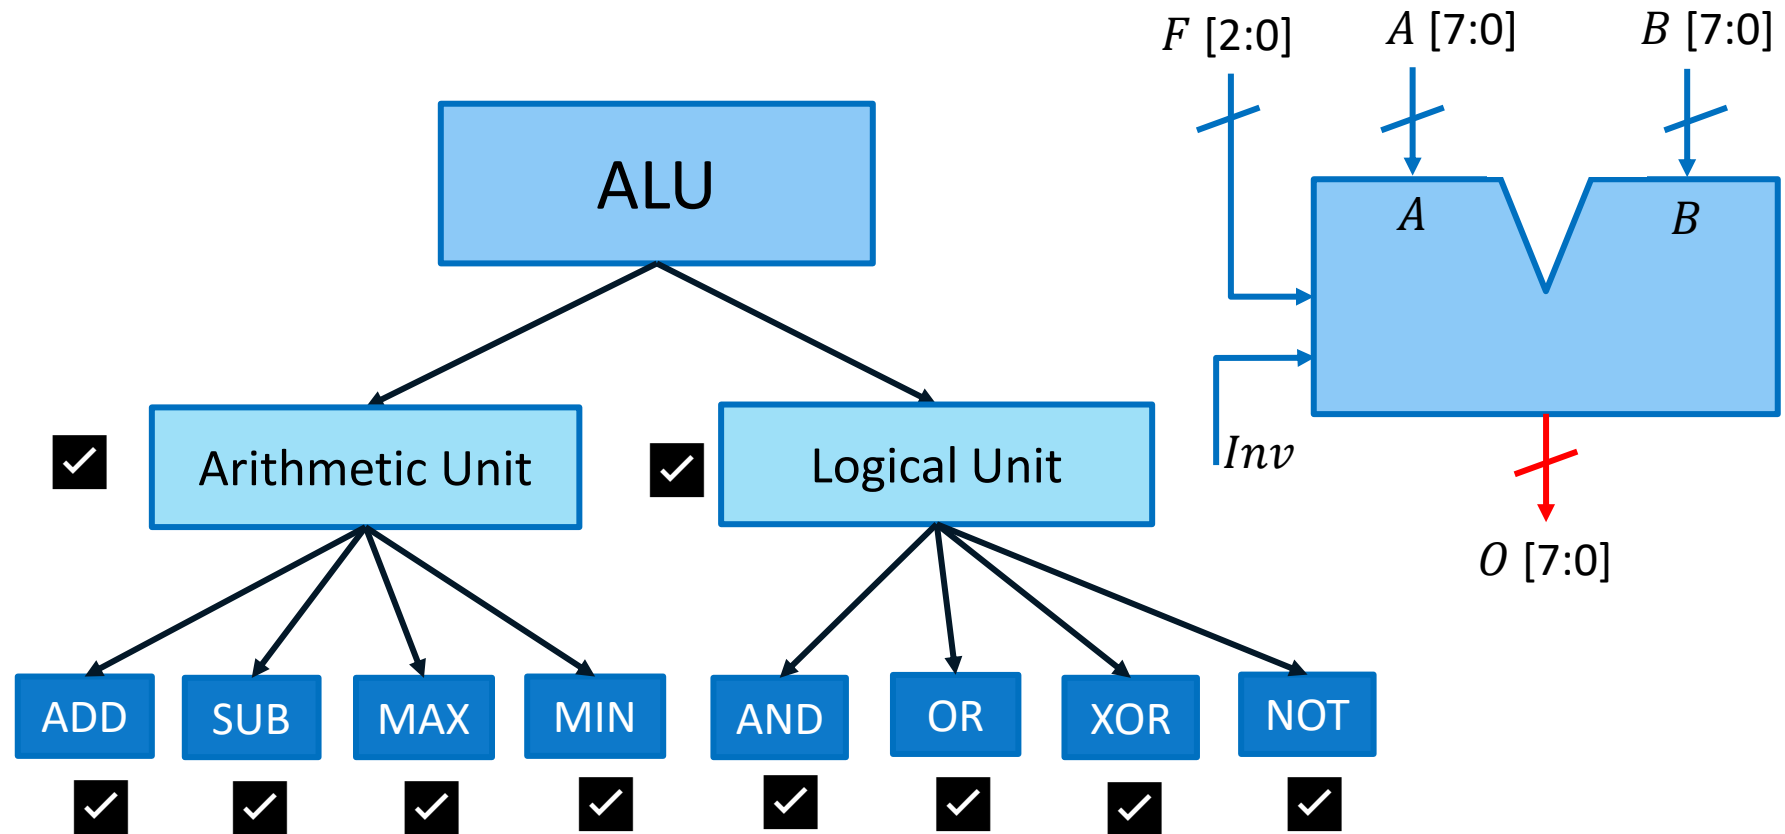 F [2:0]
A [7:0]
B [7:0]
ALU
A
B
Arithmetic Unit
Logical Unit
Inv
O [7:0]
ADD
SUB
MAX
MIN
AND
OR
XOR
NOT